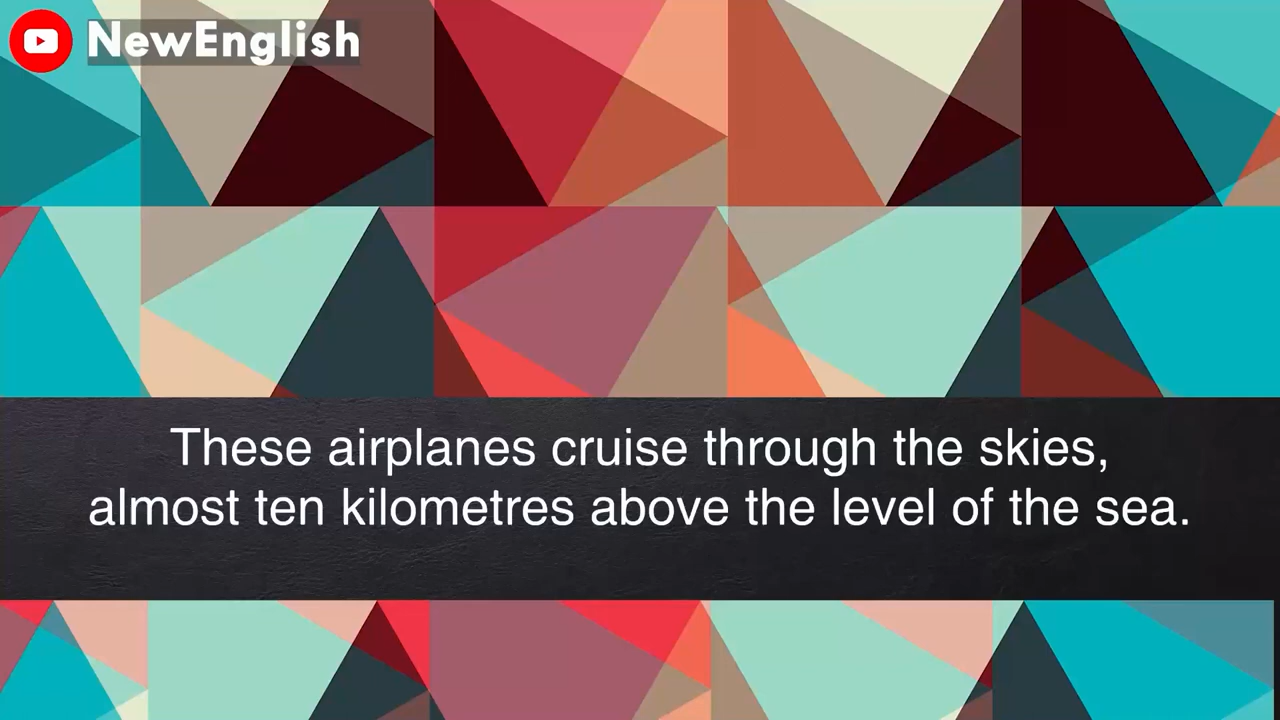 NewEnglish
These airplanes cruise through the skies,
almost ten kilometres above the level of the sea.